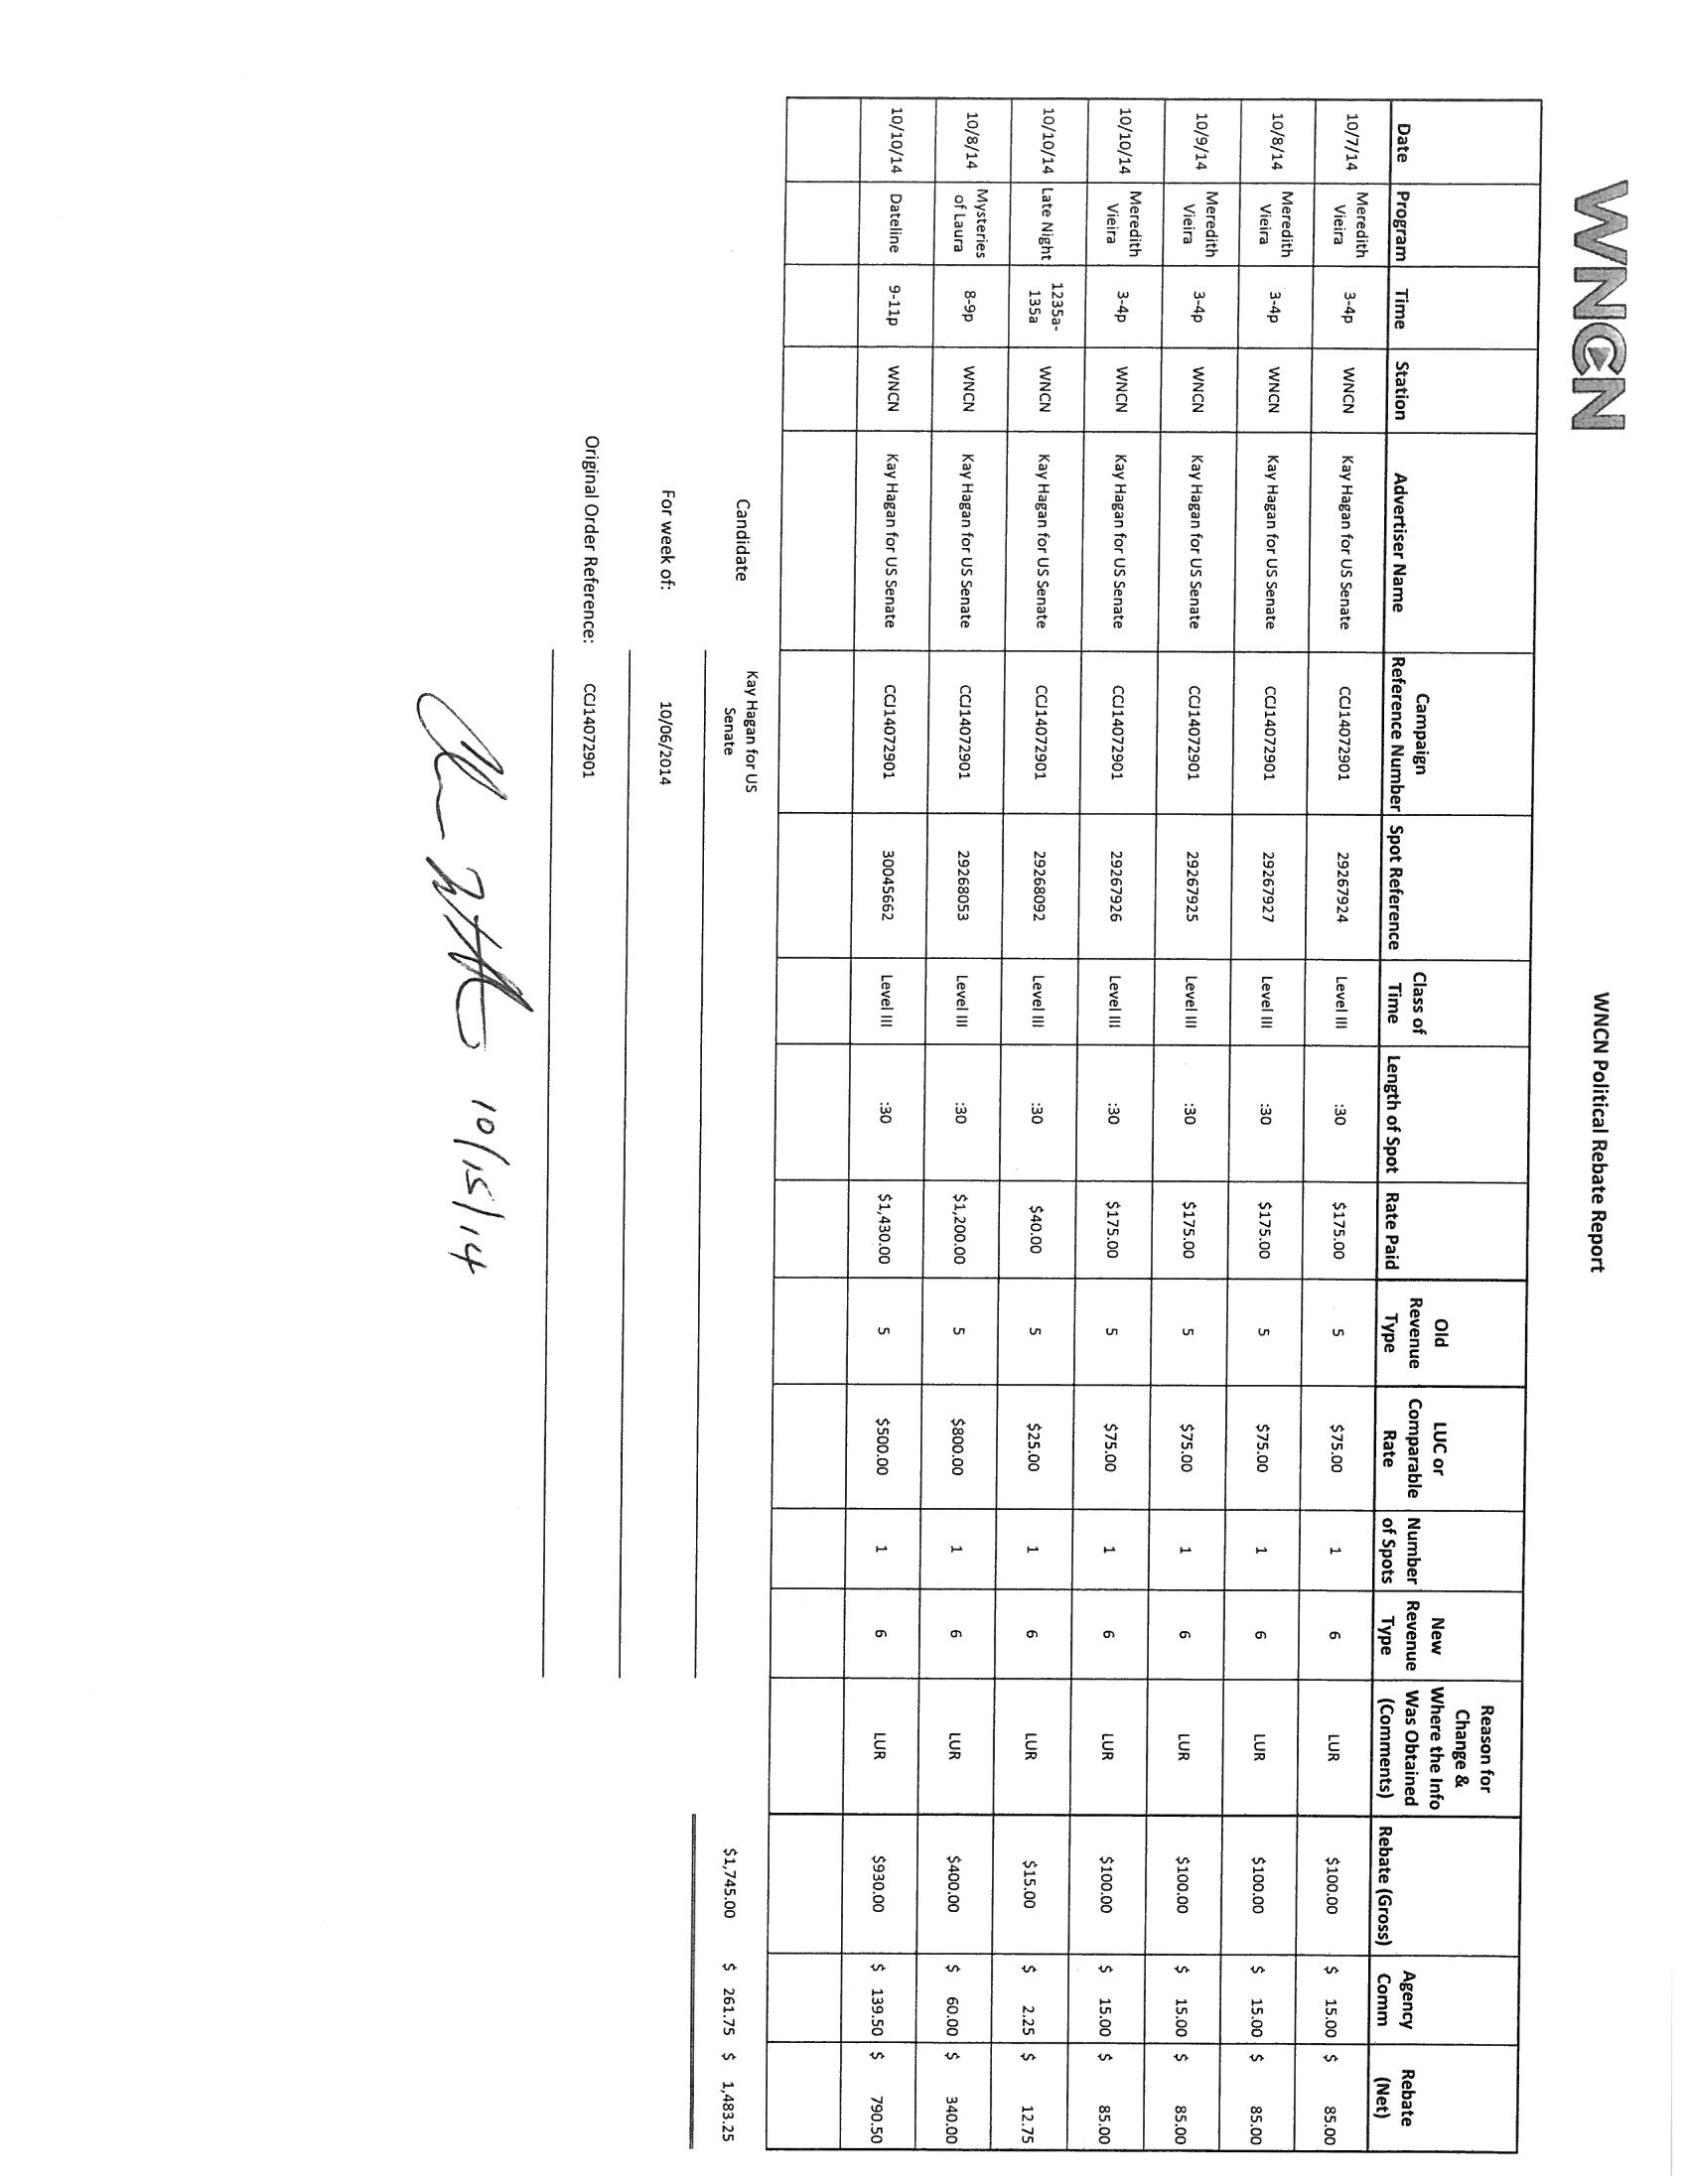 WNCN
WNCN Political Rebate Report
Date Program Time Station Advertiser Name Campaign Reference Number Spot Reference Class of Time Length of Spot Rate Paid Old Revenue Type LUC or Comparable Rate Number of Spots New Revenue Type Reason for Change & Where the Info Was Obtained (Comments) Rebate (Gross) Agency Comm Rebate (Net)
10/7/14 Meredith Vieira 3-4p WNCN Kay Hagan for US Senate CCJ14072901 29267924 Level III :30 $175.00 5 $75.00 1 6 LUR $100.00 $ 15.00 $ 85.00
10/8/14 Meredith Vieira 3-4p WNCN Kay Hagan for US Senate CCJ14072901 29267927 Level III :30 $175.00 5 $75.00 1 6 LUR $100.00 $ 15.00 $ 85.00
10/9/14 Meredith Vieira 3-4p WNCN Kay Hagan for US Senate CCJ14072901 29267925 Level III :30 $175.00 5 $75.00 1 6 LUR $100.00 $ 15.00 $ 85.00
10/10/14 Meredith Vieira 3-4p WNCN Kay Hagan for US Senate CCJ14072901 29267926 Level III :30 $175.00 5 $75.00 1 6 LUR $100.00 $ 15.00 $ 85.00
10/10/14 Late Night 1235a-135a WNCN Kay Hagan for US Senate CCJ14072901 29268092 Level III :30 $40.00 5 $25.00 1 6 LUR $15.00 $ 2.25 $ 12.75
10/8/14 Mysteries of Laura 8-9p WNCN Kay Hagan for US Senate CCJ14072901 29268053 Level III :30 $1,200.00 5 $800.00 1 6 LUR $400.00 $ 60.00 $ 340.00
10/10/14 Dateline 9-11p WNCN Kay Hagan for US Senate CCJ14072901 30045662 Level III :30 $1,430.00 5 $500.00 1 6 LUR $930.00 $ 139.50 $ 790.50
$1,745.00 $ 261.75 $ 1,483.25
Candidate Kay Hagan for US Senate
For week of: 10/06/2014
Original Order Reference: CCJ14072901
10/15/14